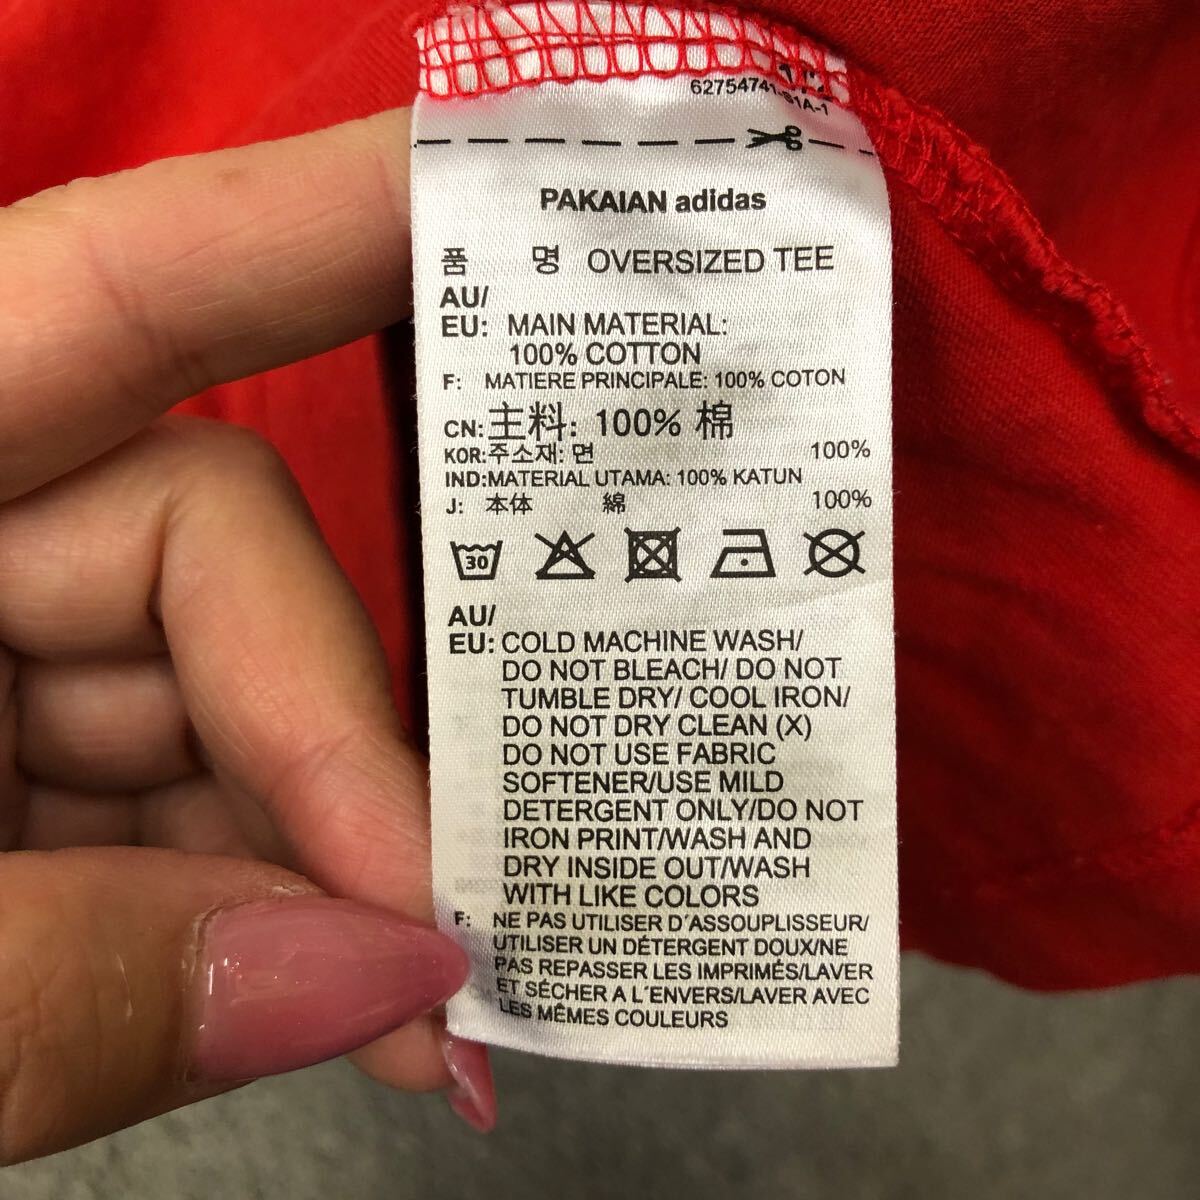 62754741-S1A-1
PAKAIAN adidas
품 명 OVERSIZED TEE
AU/
EU: MAIN MATERIAL:
100% COTTON
F: MATIERE PRINCIPALE: 100% COTON
CN: 主料: 100% 棉
KOR: 주소재: 면 100%
IND: MATERIAL UTAMA: 100% KATUN
J: 本体 綿 100%
30
AU/
EU: COLD MACHINE WASH/
DO NOT BLEACH/ DO NOT
TUMBLE DRY/ COOL IRON/
DO NOT DRY CLEAN (X)
DO NOT USE FABRIC
SOFTENER/USE MILD
DETERGENT ONLY/DO NOT
IRON PRINT/WASH AND
DRY INSIDE OUT/WASH
WITH LIKE COLORS
F: NE PAS UTILISER D´ASSOUPLISSEUR/
UTILISER UN DÉTERGENT DOUX/NE
PAS REPASSER LES IMPRIMÉS/LAVER
ET SÉCHER A L´ENVERS/LAVER AVEC
LES MÊMES COULEURS